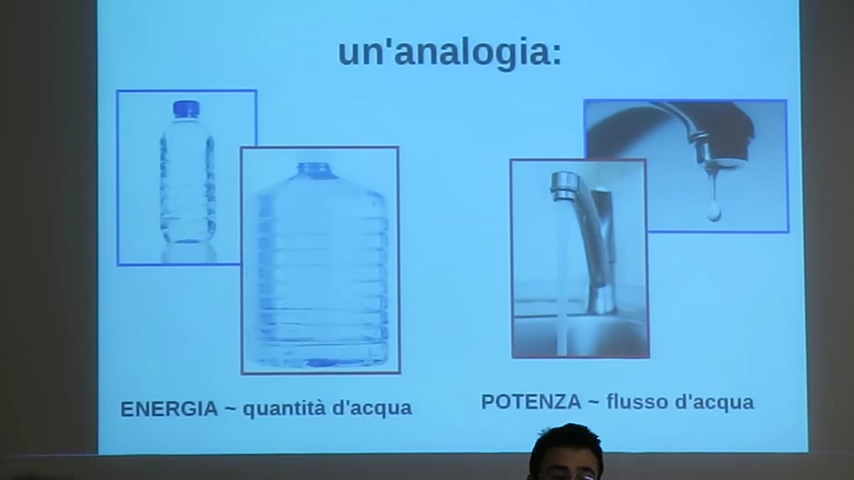 un'analogia:
ENERGIA ~ quantità d'acqua
POTENZA ~ flusso d'acqua